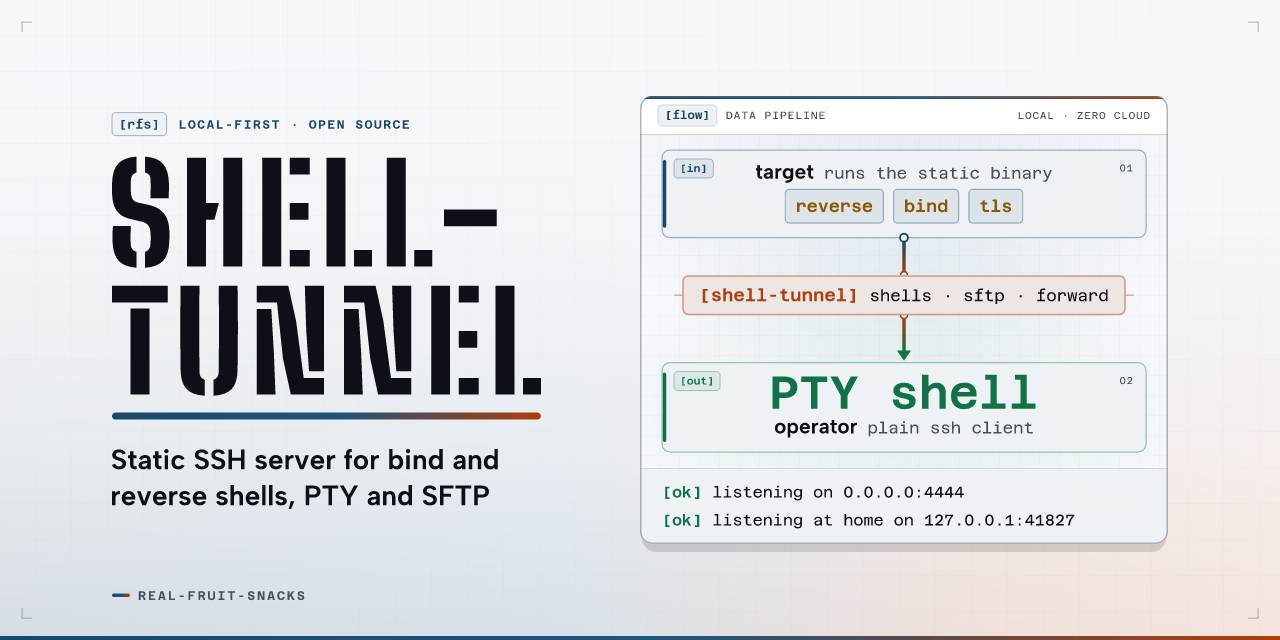 [rfs] LOCAL-FIRST · OPEN SOURCE
SHELL-
TUNNEL
Static SSH server for bind and
reverse shells, PTY and SFTP
REAL-FRUIT-SNACKS
[flow] DATA PIPELINE LOCAL · ZERO CLOUD
[in] target runs the static binary 01
reverse bind tls
[shell-tunnel] shells · sftp · forward
[out] PTY shell 02
operator plain ssh client
[ok] listening on 0.0.0.0:4444
[ok] listening at home on 127.0.0.1:41827